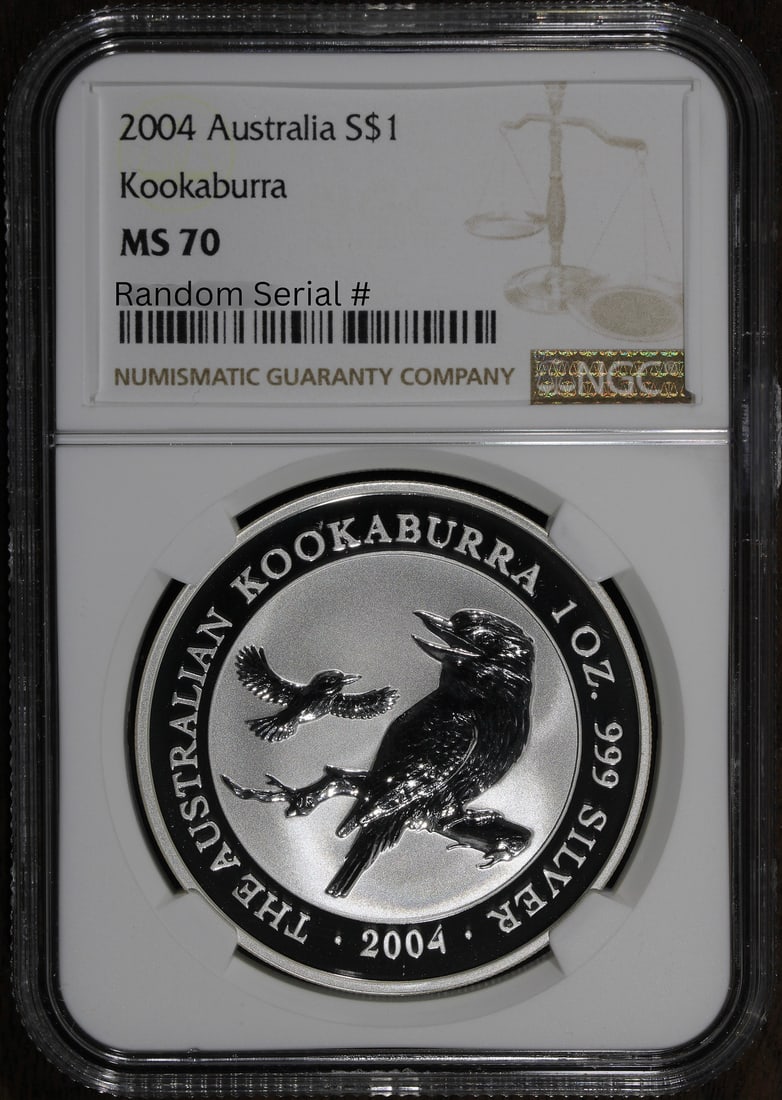 2004 Australia S$1
Kookaburra
MS 70
Random Serial #
NUMISMATIC GUARANTY COMPANY
NGC
THE AUSTRALIAN KOOKABURRA 1 OZ. 999 SILVER
· 2004 ·